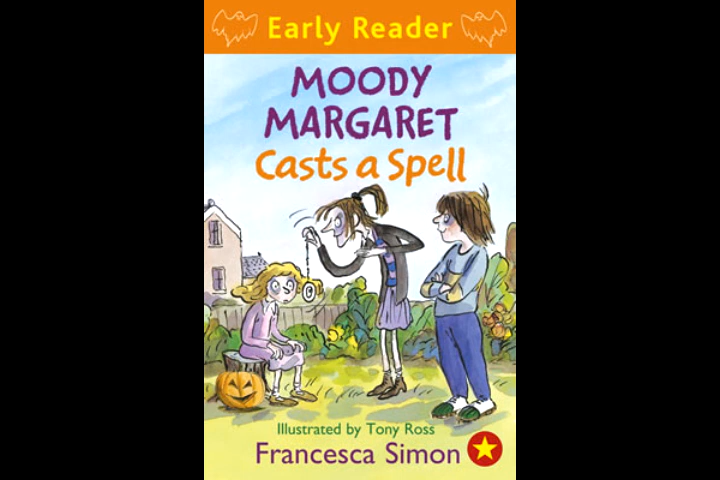 Early Reader
MOODY
MARGARET
Casts a Spell
Illustrated by Tony Ross
Francesca Simon